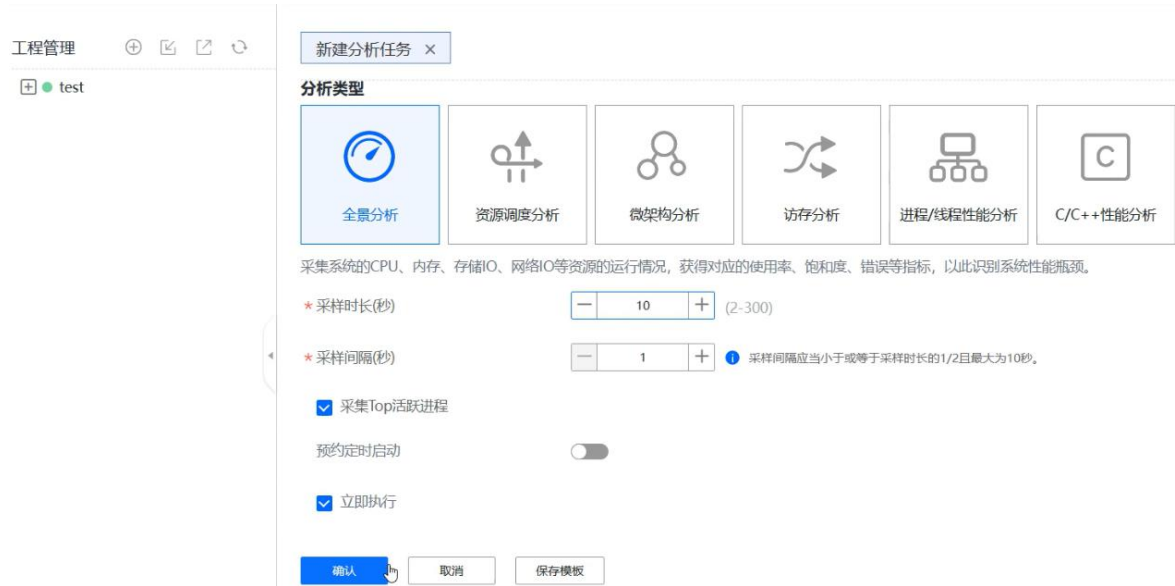 工程管理
test
新建分析任务 ×
分析类型
全景分析
资源调度分析
微架构分析
访存分析
进程/线程性能分析
C
C/C++性能分析
采集系统的CPU、内存、存储IO、网络IO等资源的运行情况，获得对应的使用率、饱和度、错误等指标，以此识别系统性能瓶颈。
* 采样时长(秒) — 10 + (2-300)
* 采样间隔(秒) — 1 + 采样间隔应当小于或等于采样时长的1/2且最大为10秒。
采集Top活跃进程
预约定时启动
立即执行
确认 取消 保存模板